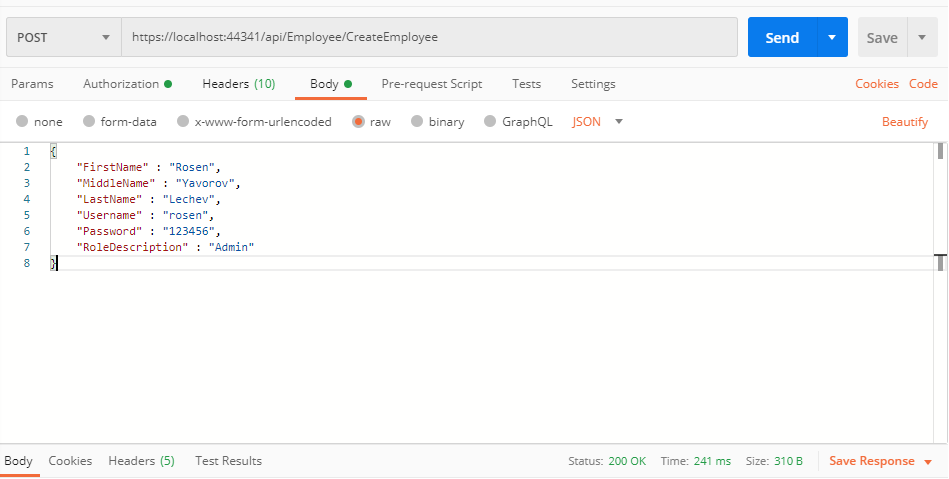 POST https://localhost:44341/api/Employee/CreateEmployee Send Save
Params Authorization Headers (10) Body Pre-request Script Tests Settings Cookies Code
none form-data x-www-form-urlencoded raw binary GraphQL JSON Beautify
1 {
2 "FirstName" : "Rosen",
3 "MiddleName" : "Yavorov",
4 "LastName" : "Lechev",
5 "Username" : "rosen",
6 "Password" : "123456",
7 "RoleDescription" : "Admin"
8 }
Body Cookies Headers (5) Test Results Status: 200 OK Time: 241 ms Size: 310 B Save Response